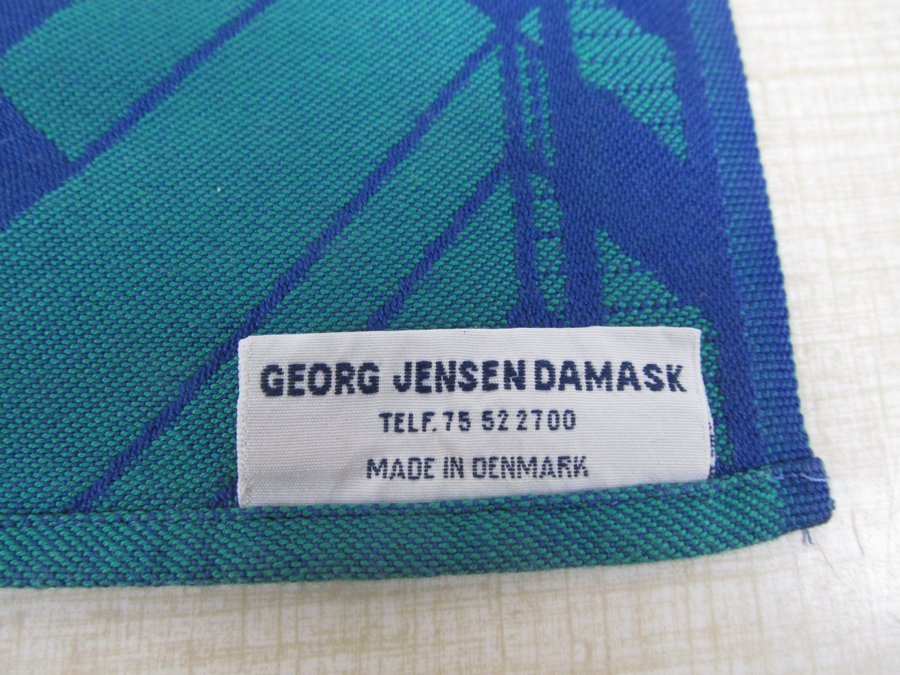 GEORG JENSEN DAMASK
TELF. 75 52 2700
MADE IN DENMARK